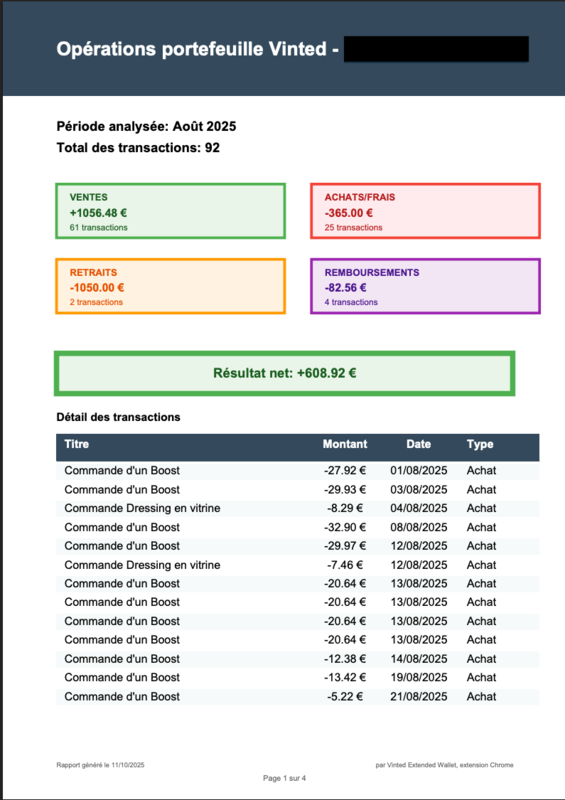 Opérations portefeuille Vinted -
Période analysée: Août 2025
Total des transactions: 92
VENTES
+1056.48 €
61 transactions
ACHATS/FRAIS
-365.00 €
25 transactions
RETRAITS
-1050.00 €
2 transactions
REMBOURSEMENTS
-82.56 €
4 transactions
Résultat net: +608.92 €
Détail des transactions
Titre Montant Date Type
Commande d'un Boost -27.92 € 01/08/2025 Achat
Commande d'un Boost -29.93 € 03/08/2025 Achat
Commande Dressing en vitrine -8.29 € 04/08/2025 Achat
Commande d'un Boost -32.90 € 08/08/2025 Achat
Commande d'un Boost -29.97 € 12/08/2025 Achat
Commande Dressing en vitrine -7.46 € 12/08/2025 Achat
Commande d'un Boost -20.64 € 13/08/2025 Achat
Commande d'un Boost -20.64 € 13/08/2025 Achat
Commande d'un Boost -20.64 € 13/08/2025 Achat
Commande d'un Boost -20.64 € 13/08/2025 Achat
Commande d'un Boost -12.38 € 14/08/2025 Achat
Commande d'un Boost -13.42 € 19/08/2025 Achat
Commande d'un Boost -5.22 € 21/08/2025 Achat
Rapport généré le 11/10/2025 par Vinted Extended Wallet, extension Chrome
Page 1 sur 4